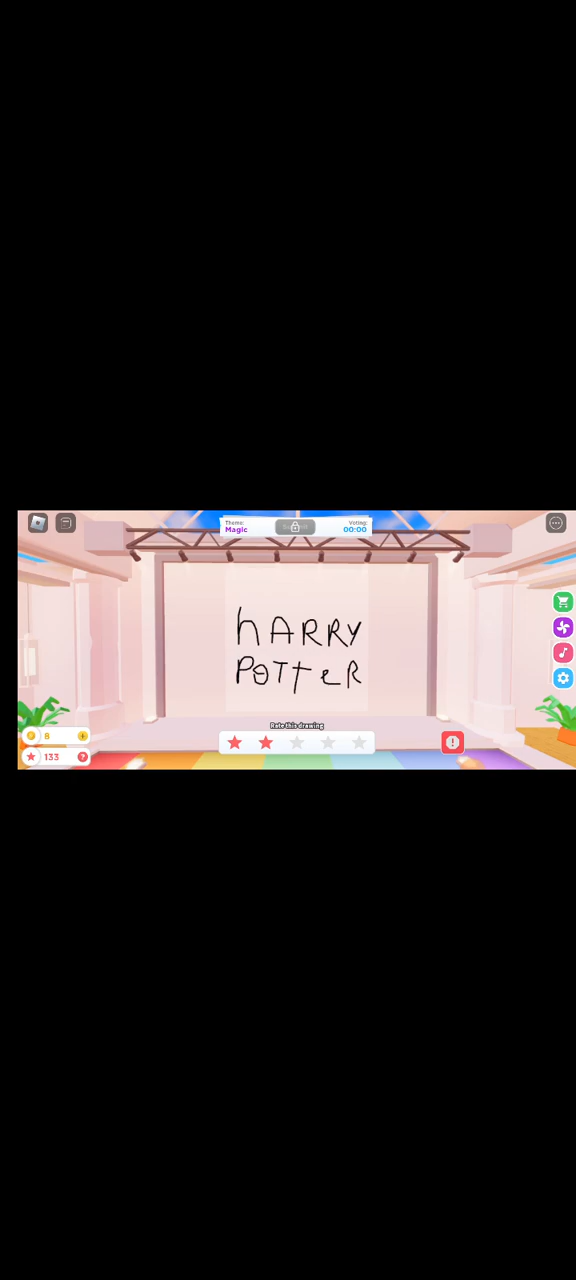 Theme:
Magic
Voting:
00:00
hARRY
POTTeR
Rate this drawing
8
133